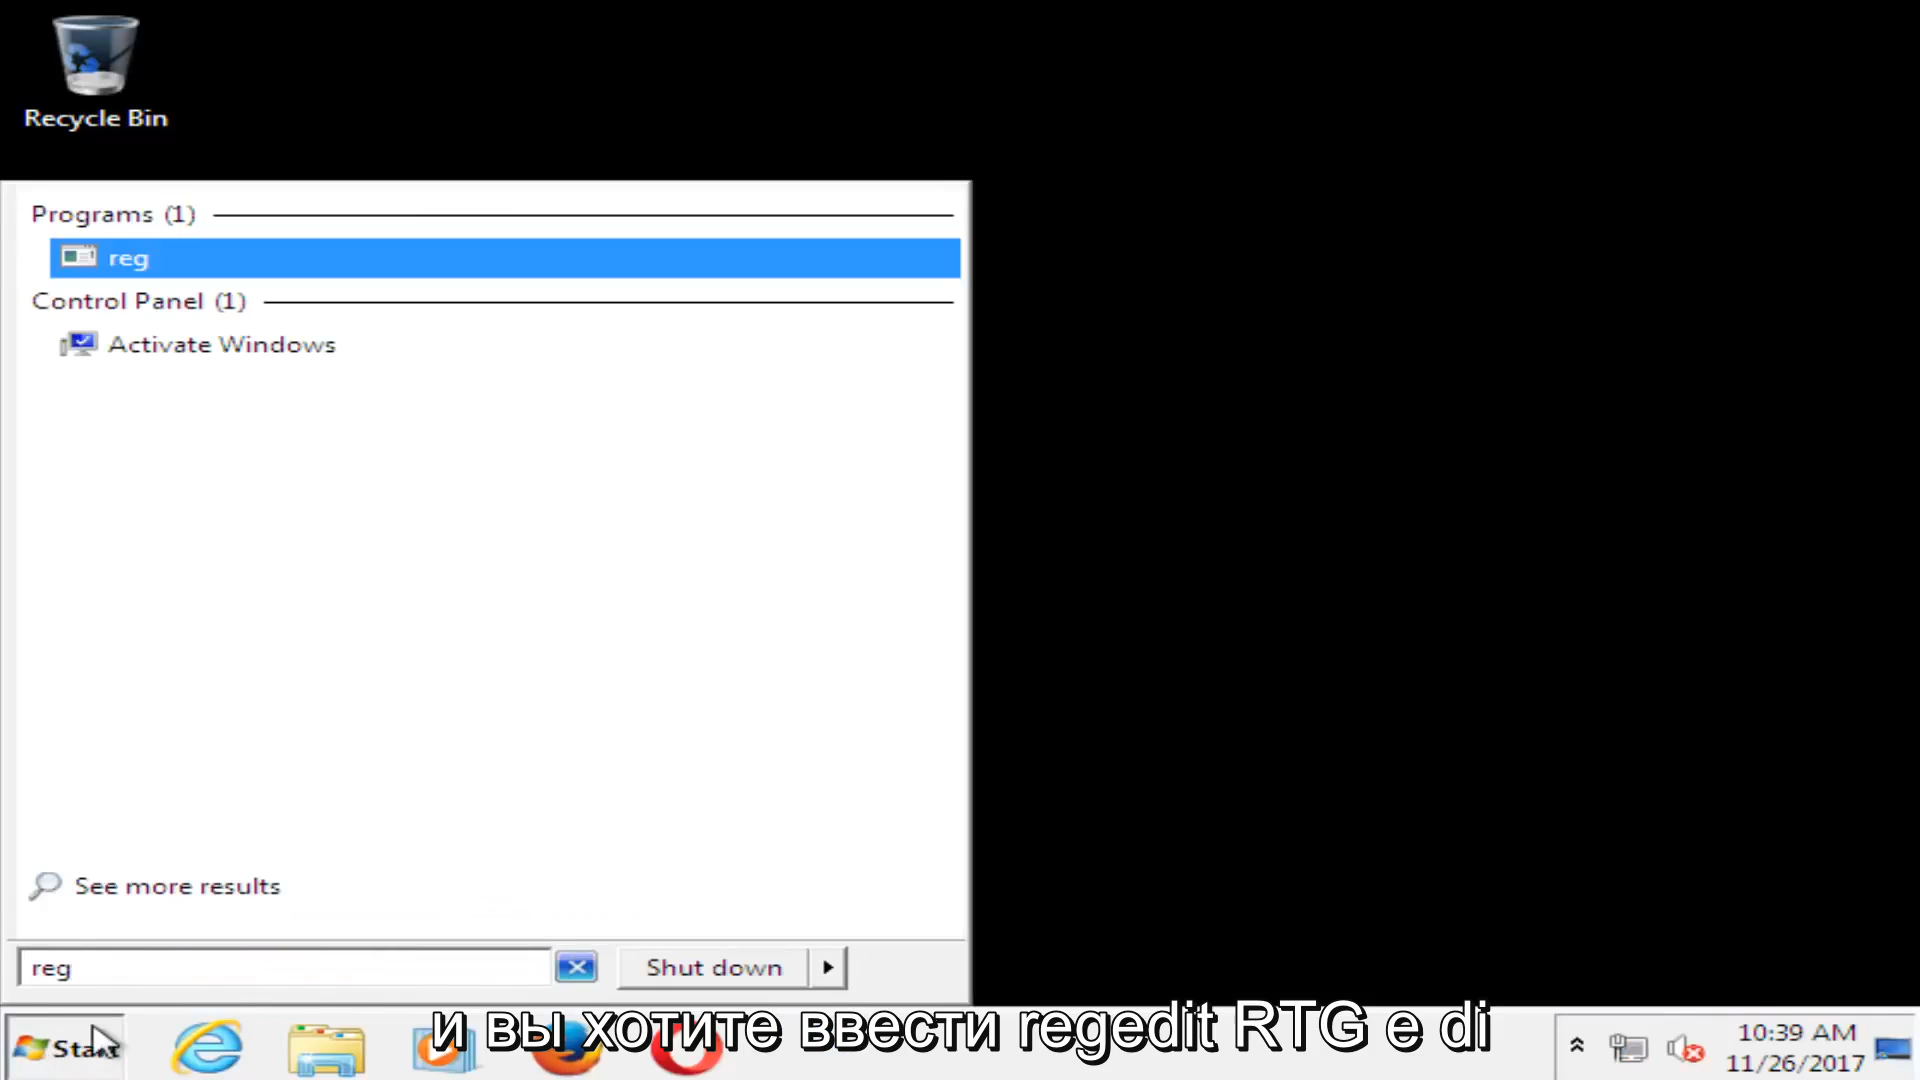 Recycle Bin
Programs (1)
reg
Control Panel (1)
Activate Windows
See more results
reg
Shut down
и вы хотите ввести regedit RTG e di
Start
10:39 AM
11/26/2017